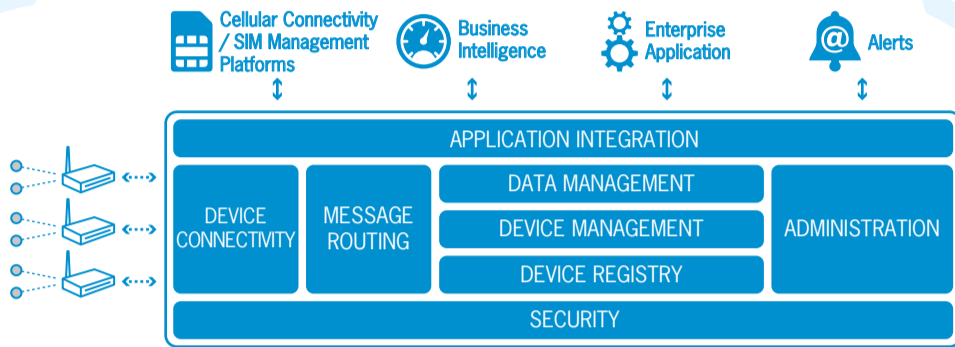 Cellular Connectivity
/ SIM Management
Platforms
Business
Intelligence
Enterprise
Application
@
Alerts
APPLICATION INTEGRATION
DEVICE
CONNECTIVITY
MESSAGE
ROUTING
DATA MANAGEMENT
DEVICE MANAGEMENT
DEVICE REGISTRY
ADMINISTRATION
SECURITY